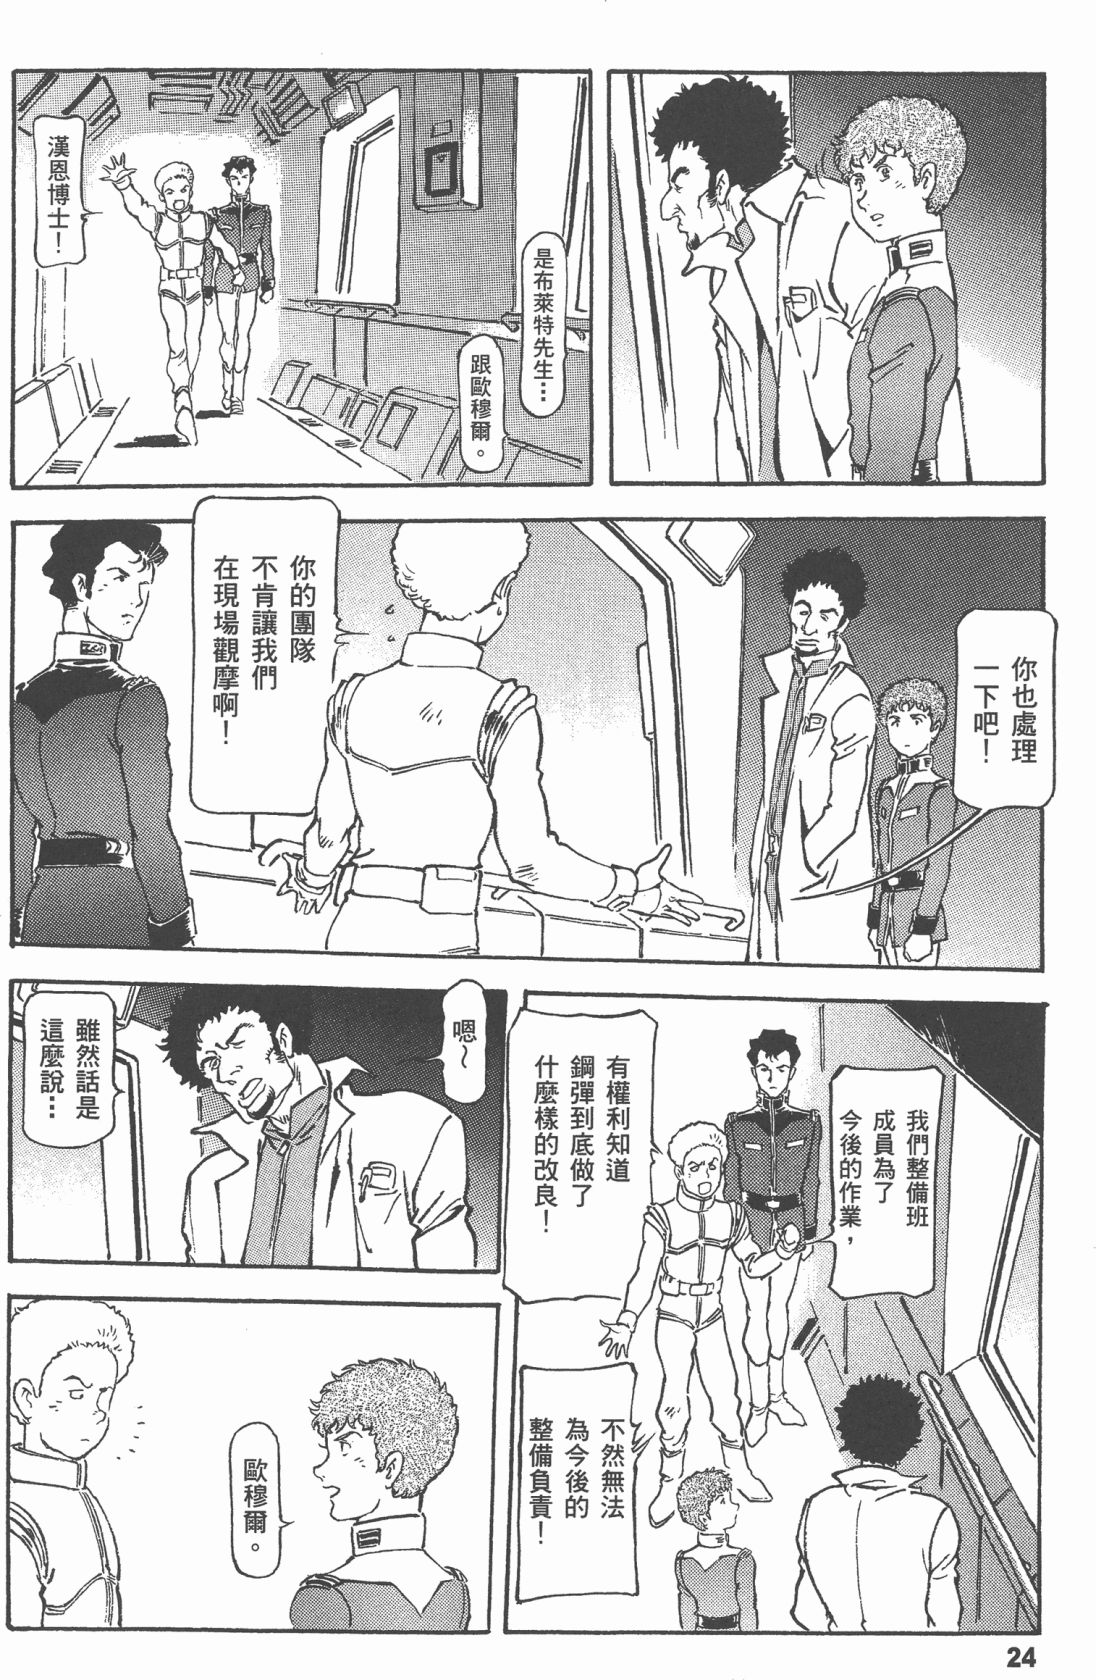 是布萊特先生…
跟歐穆爾。
漢恩博士！
你也處理
一下吧！
你的團隊
不肯讓我們
在現場觀摩啊！
我們整備班
成員為了
今後的作業，
有權利知道
鋼彈到底做了
什麼樣的改良！
不然無法
為今後的
整備負責！
嗯～
雖然話是
這麼說…
歐穆爾。
24